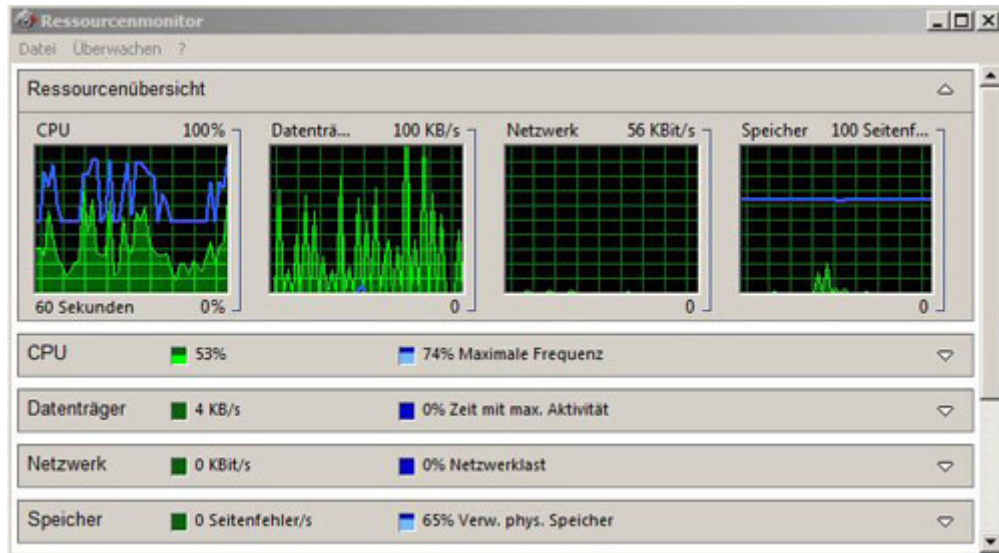 Ressourcenmonitor
Datei Überwachen ?
Ressourcenübersicht
CPU 100%
60 Sekunden 0%
Datenträ... 100 KB/s
0
Netzwerk 56 KBit/s
0
Speicher 100 Seitenf...
0
CPU 53% 74% Maximale Frequenz
Datenträger 4 KB/s 0% Zeit mit max. Aktivität
Netzwerk 0 KBit/s 0% Netzwerklast
Speicher 0 Seitenfehler/s 65% Verw. phys. Speicher